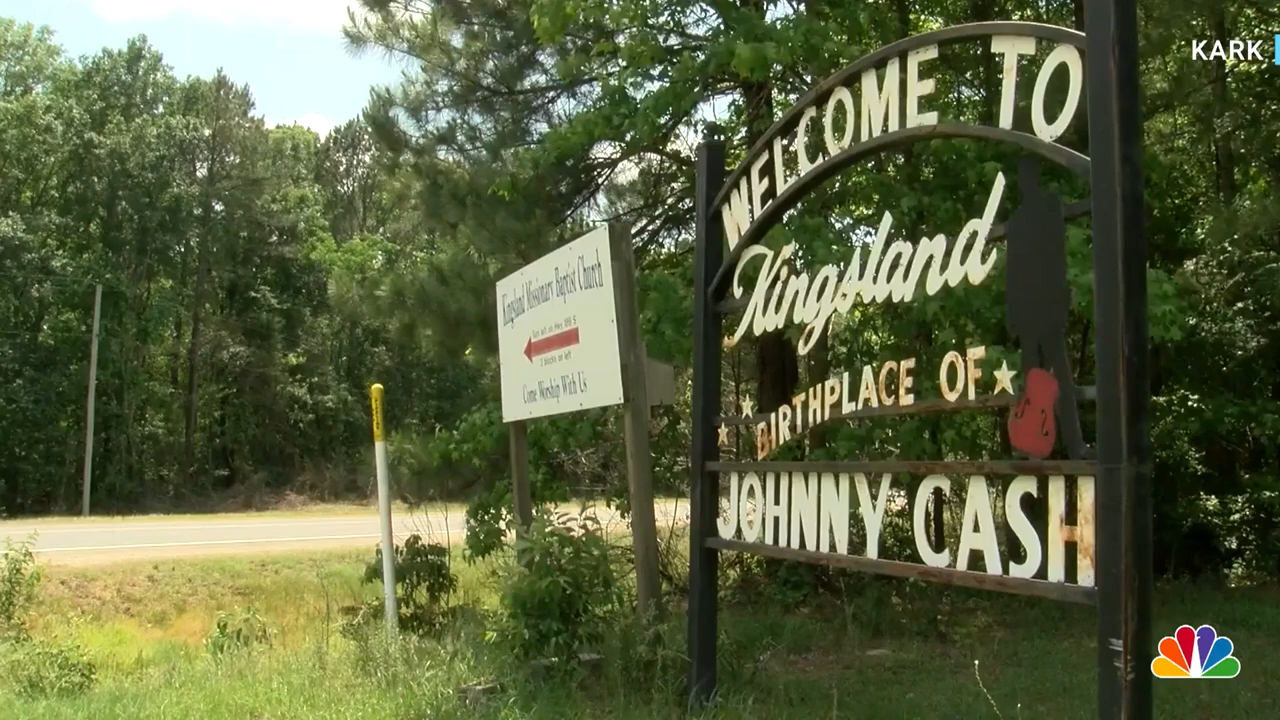 KARK
WELCOME TO
Kingsland
BIRTHPLACE OF
JOHNNY CASH
Kingsland Missionary Baptist Church
Come Worship With Us